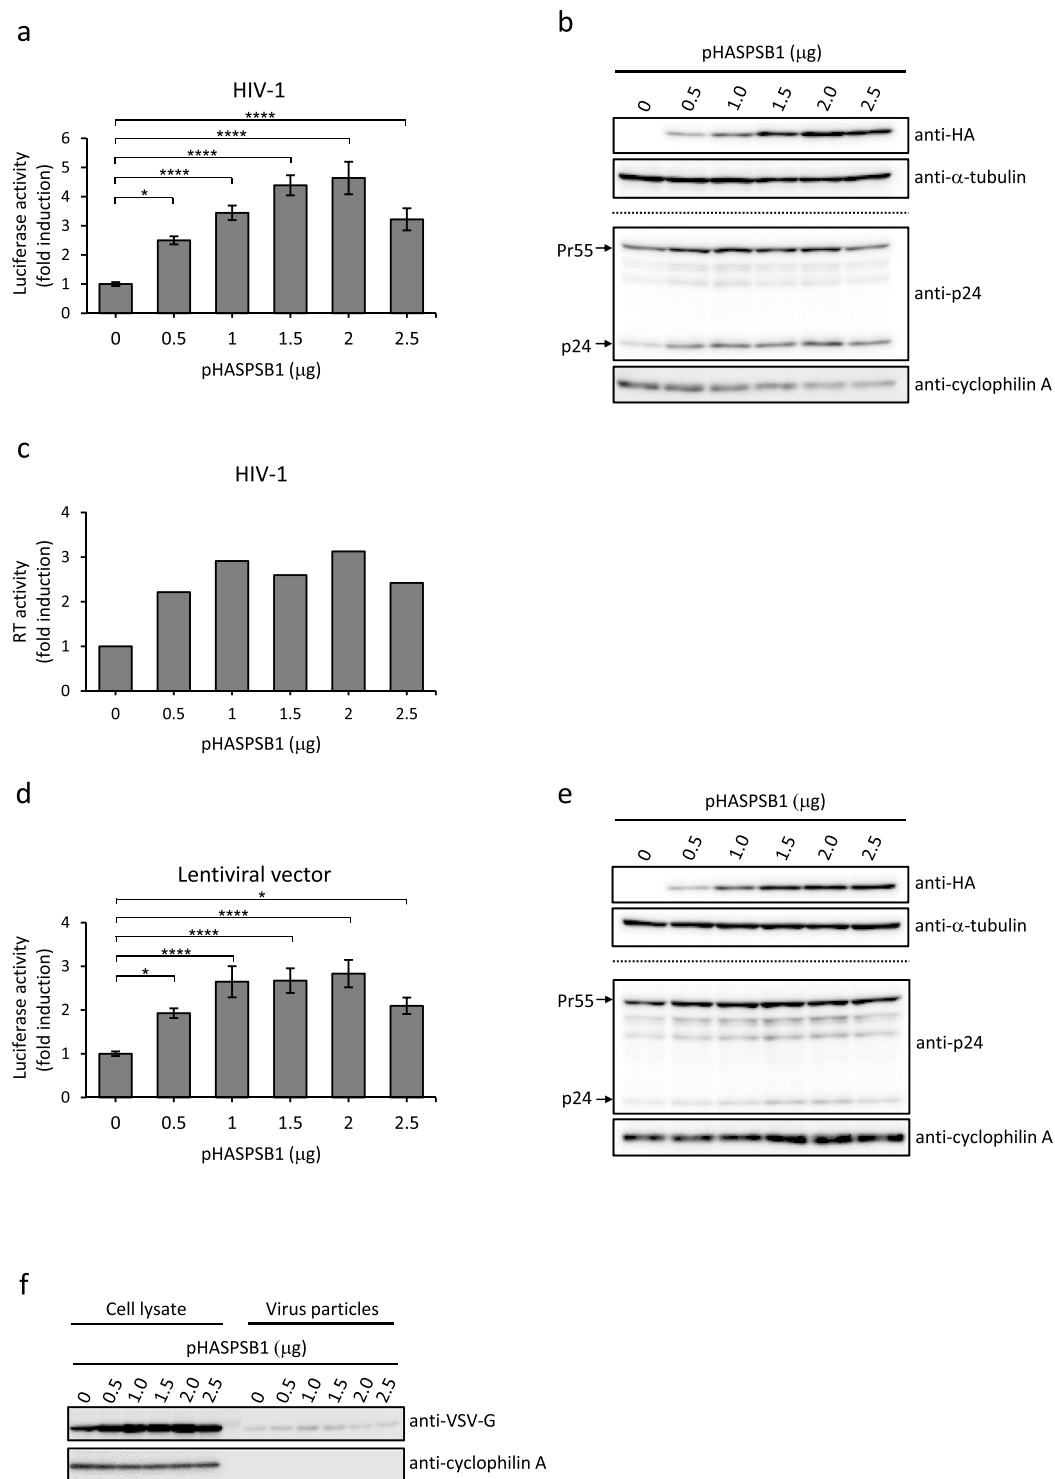 a
HIV-1
****
****
****
****
*
Luciferase activity
(fold induction)
6
5
4
3
2
1
0
0 0.5 1 1.5 2 2.5
pHASPSB1 (µg)
b
pHASPSB1 (µg)
0 0.5 1.0 1.5 2.0 2.5
anti-HA
anti-α-tubulin
Pr55
anti-p24
p24
anti-cyclophilin A
c
HIV-1
RT activity
(fold induction)
4
3
2
1
0
0 0.5 1 1.5 2 2.5
pHASPSB1 (µg)
d
Lentiviral vector
*
****
****
****
*
Luciferase activity
(fold induction)
4
3
2
1
0
0 0.5 1 1.5 2 2.5
pHASPSB1 (µg)
e
pHASPSB1 (µg)
0 0.5 1.0 1.5 2.0 2.5
anti-HA
anti-α-tubulin
Pr55
anti-p24
p24
anti-cyclophilin A
f
Cell lysate Virus particles
pHASPSB1 (µg)
0 0.5 1.0 1.5 2.0 2.5 0 0.5 1.0 1.5 2.0 2.5
anti-VSV-G
anti-cyclophilin A